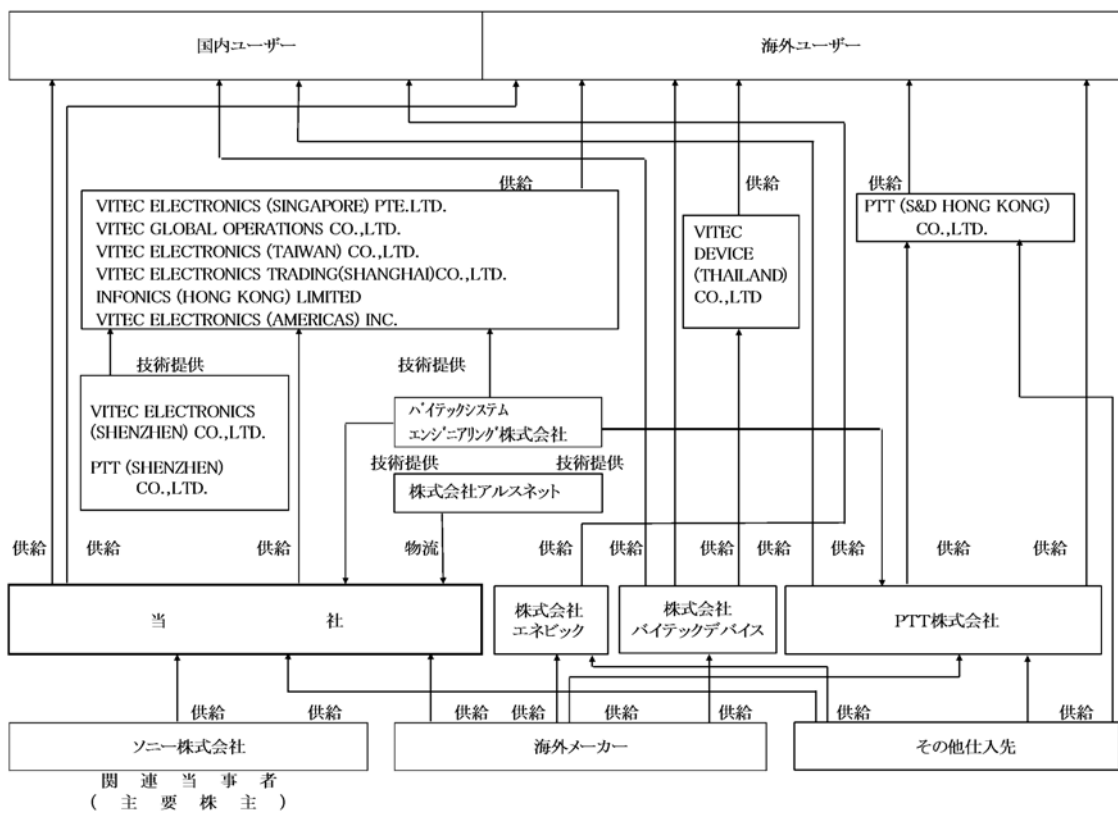 国内ユーザー
海外ユーザー
供給
供給
供給
VITEC ELECTRONICS (SINGAPORE) PTE.LTD.
VITEC GLOBAL OPERATIONS CO.,LTD.
VITEC ELECTRONICS (TAIWAN) CO.,LTD.
VITEC ELECTRONICS TRADING(SHANGHAI)CO.,LTD.
INFONICS (HONG KONG) LIMITED
VITEC ELECTRONICS (AMERICAS) INC.
VITEC
DEVICE
(THAILAND)
CO.,LTD
PTT (S&D HONG KONG)
CO.,LTD.
技術提供
技術提供
VITEC ELECTRONICS
(SHENZHEN) CO.,LTD.
PTT (SHENZHEN)
CO.,LTD.
バイテックシステム
エンジニアリング株式会社
技術提供
技術提供
株式会社アルスネット
供給
供給
供給
物流
供給
供給
供給
供給
供給
供給
供給
当 社
株式会社
エネビック
株式会社
バイテックデバイス
PTT株式会社
供給
供給
供給
供給
供給
供給
供給
供給
ソニー株式会社
海外メーカー
その他仕入先
関 連 当 事 者
( 主 要 株 主 )